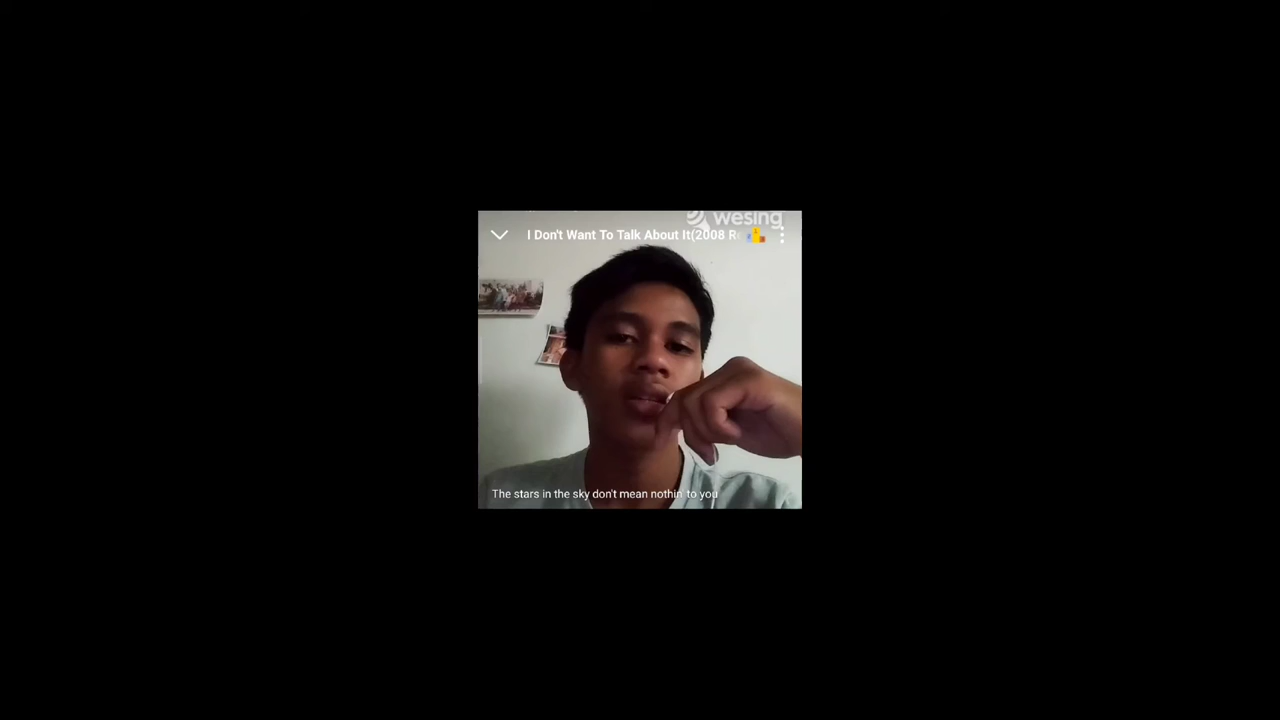 wesing
I Don't Want To Talk About It(2008 R
The stars in the sky don't mean nothin to you